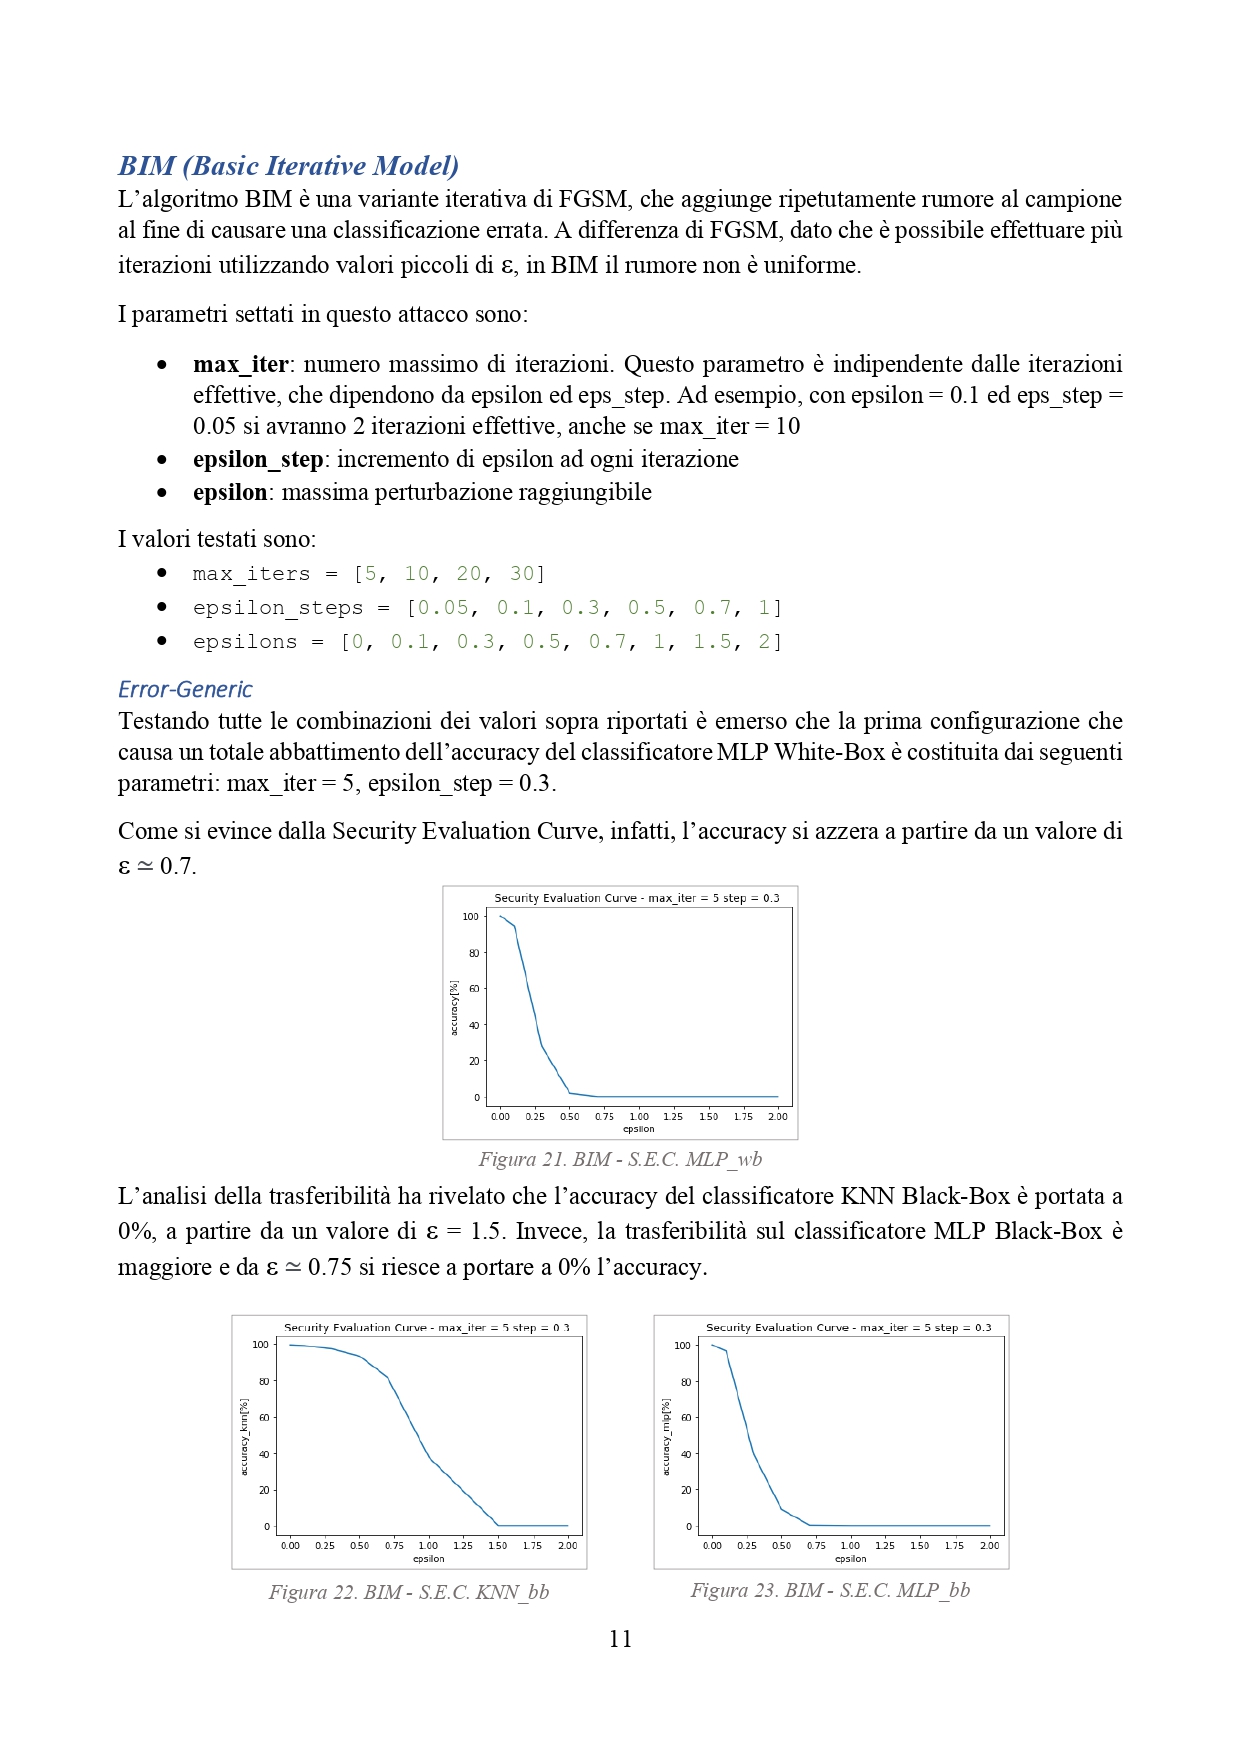 BIM (Basic Iterative Model)
L’algoritmo BIM è una variante iterativa di FGSM, che aggiunge ripetutamente rumore al campione
al fine di causare una classificazione errata. A differenza di FGSM, dato che è possibile effettuare più
iterazioni utilizzando valori piccoli di ε, in BIM il rumore non è uniforme.
I parametri settati in questo attacco sono:
• max_iter: numero massimo di iterazioni. Questo parametro è indipendente dalle iterazioni
effettive, che dipendono da epsilon ed eps_step. Ad esempio, con epsilon = 0.1 ed eps_step =
0.05 si avranno 2 iterazioni effettive, anche se max_iter = 10
• epsilon_step: incremento di epsilon ad ogni iterazione
• epsilon: massima perturbazione raggiungibile
I valori testati sono:
• max_iters = [5, 10, 20, 30]
• epsilon_steps = [0.05, 0.1, 0.3, 0.5, 0.7, 1]
• epsilons = [0, 0.1, 0.3, 0.5, 0.7, 1, 1.5, 2]
Error-Generic
Testando tutte le combinazioni dei valori sopra riportati è emerso che la prima configurazione che
causa un totale abbattimento dell’accuracy del classificatore MLP White-Box è costituita dai seguenti
parametri: max_iter = 5, epsilon_step = 0.3.
Come si evince dalla Security Evaluation Curve, infatti, l’accuracy si azzera a partire da un valore di
ε ≃ 0.7.
Security Evaluation Curve - max_iter = 5 step = 0.3
100
80
60
40
20
0
accuracy[%]
0.00 0.25 0.50 0.75 1.00 1.25 1.50 1.75 2.00
epsilon
Figura 21. BIM - S.E.C. MLP_wb
L’analisi della trasferibilità ha rivelato che l’accuracy del classificatore KNN Black-Box è portata a
0%, a partire da un valore di ε = 1.5. Invece, la trasferibilità sul classificatore MLP Black-Box è
maggiore e da ε ≃ 0.75 si riesce a portare a 0% l’accuracy.
Security Evaluation Curve - max_iter = 5 step = 0.3
100
80
60
40
20
0
accuracy_knn[%]
0.00 0.25 0.50 0.75 1.00 1.25 1.50 1.75 2.00
epsilon
Figura 22. BIM - S.E.C. KNN_bb
Security Evaluation Curve - max_iter = 5 step = 0.3
100
80
60
40
20
0
accuracy_mlp[%]
0.00 0.25 0.50 0.75 1.00 1.25 1.50 1.75 2.00
epsilon
Figura 23. BIM - S.E.C. MLP_bb
11